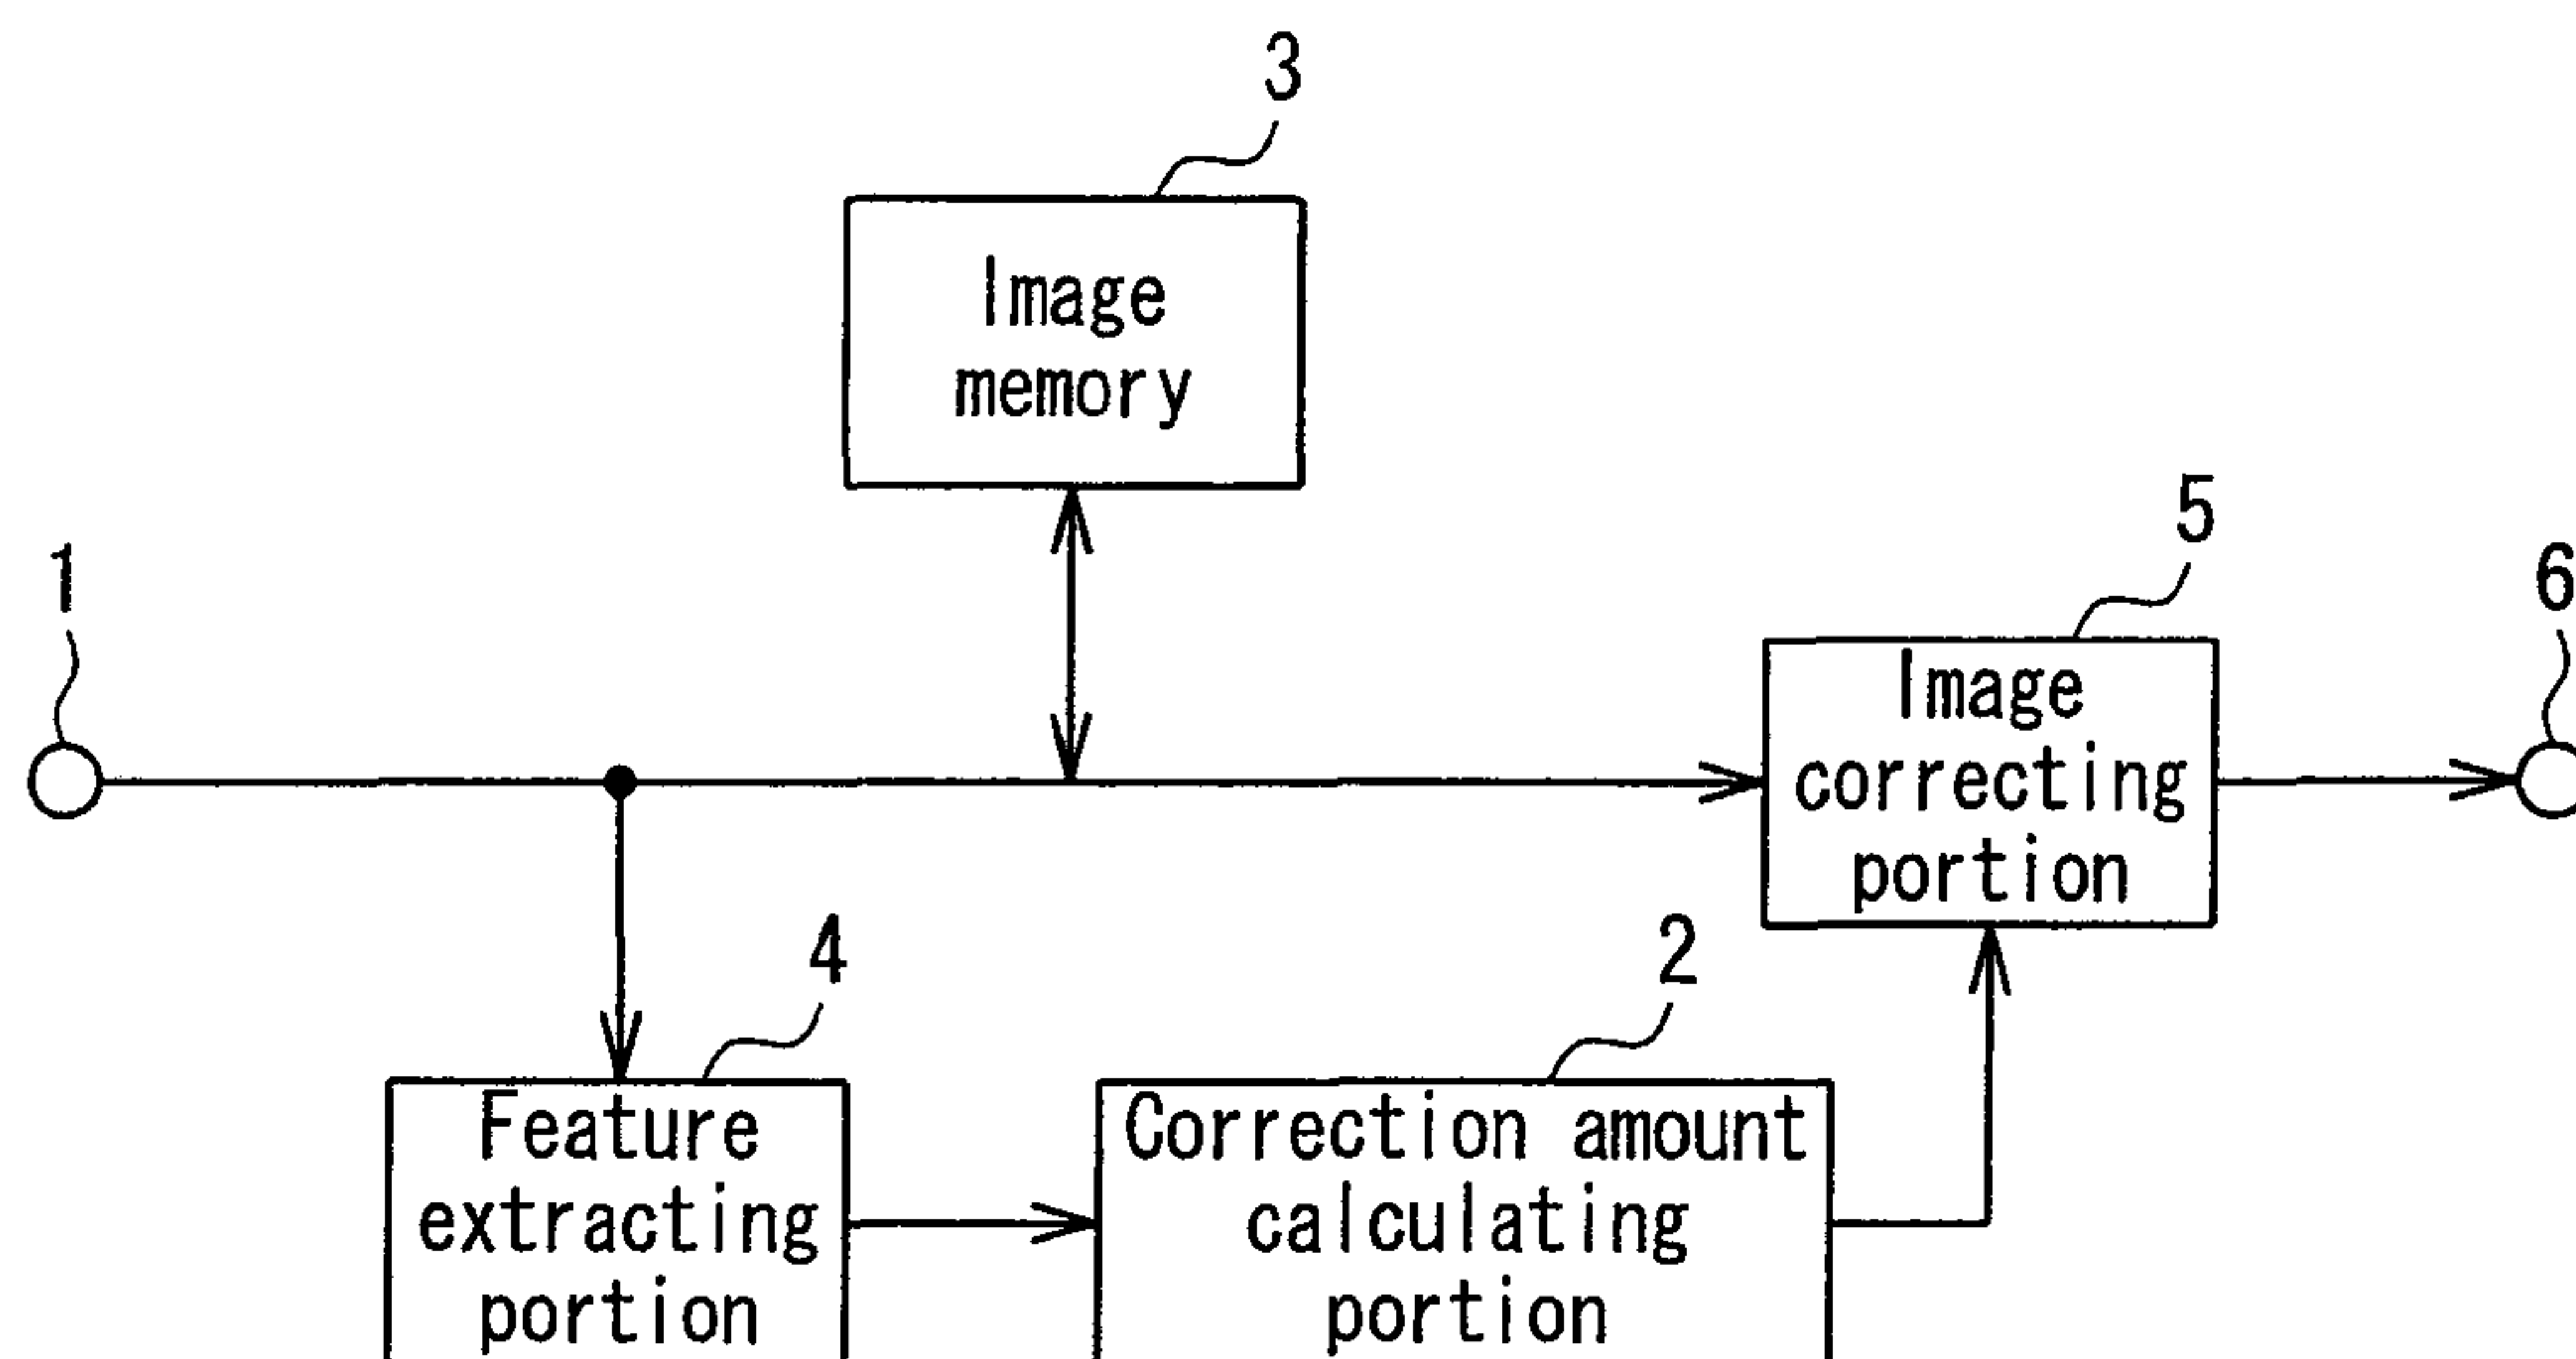 3
Image
memory
1
5
6
Image
correcting
portion
4
2
Feature
extracting
portion
Correction amount
calculating
portion